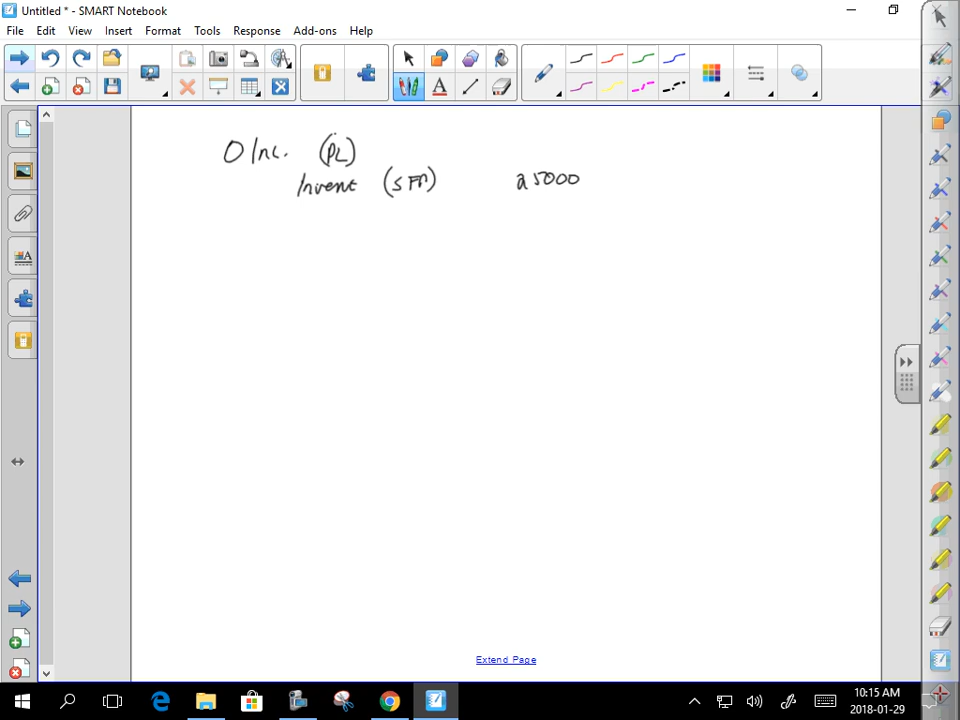 Untitled * - SMART Notebook
File Edit View Insert Format Tools Response Add-ons Help
O Inc. (PL)
Invent (SFP) 25000
Extend Page
10:15 AM
2018-01-29